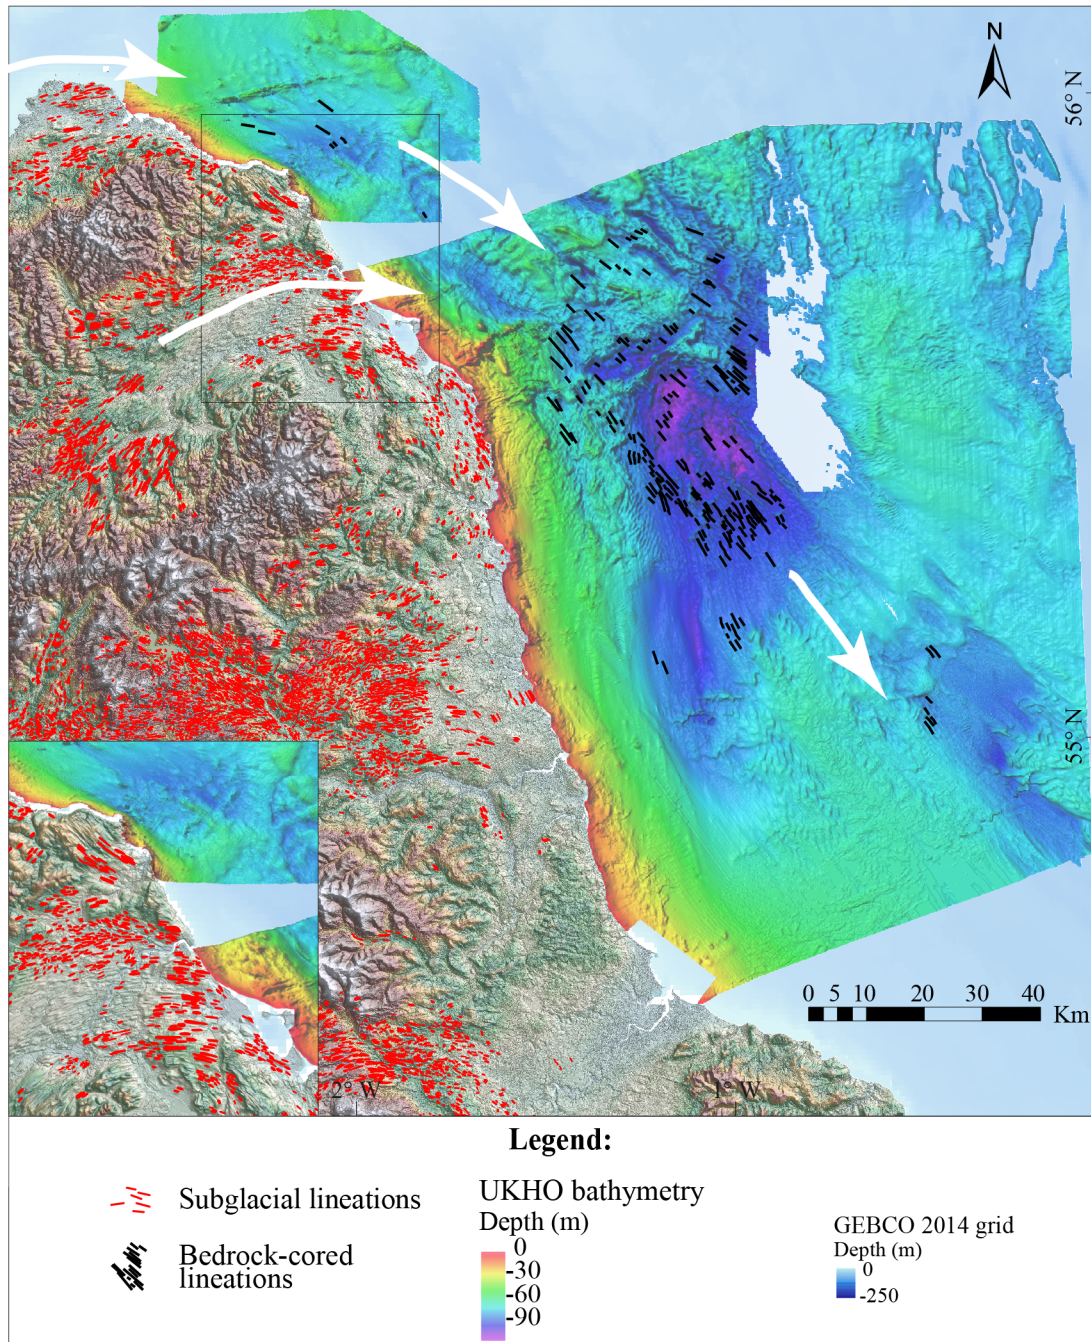 N
56° N
55° N
0 5 10 20 30 40
Km
2° W
1° W
Legend:
Subglacial lineations
Bedrock-cored
lineations
UKHO bathymetry
Depth (m)
0
-30
-60
-90
GEBCO 2014 grid
Depth (m)
0
-250